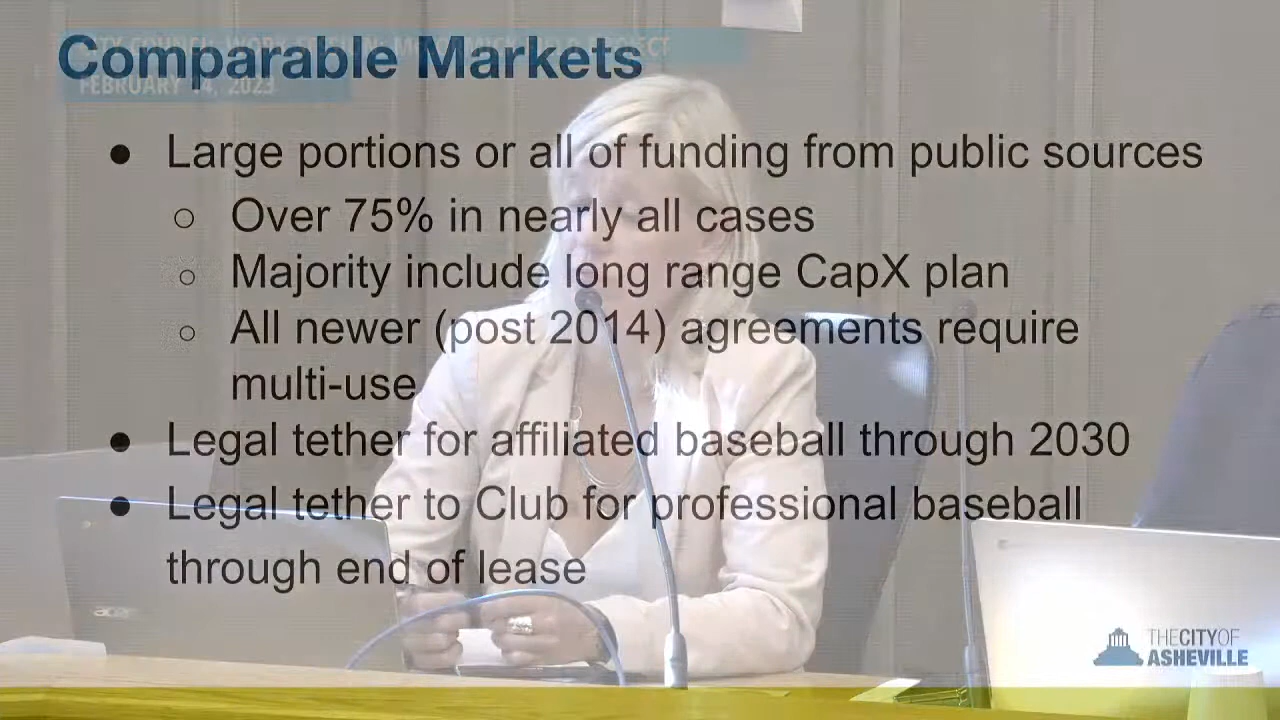 Comparable Markets
FEBRUARY 14, 2023
● Large portions or all of funding from public sources
○ Over 75% in nearly all cases
○ Majority include long range CapX plan
○ All newer (post 2014) agreements require
multi-use
● Legal tether for affiliated baseball through 2030
● Legal tether to Club for professional baseball
through end of lease
THE CITY OF
ASHEVILLE